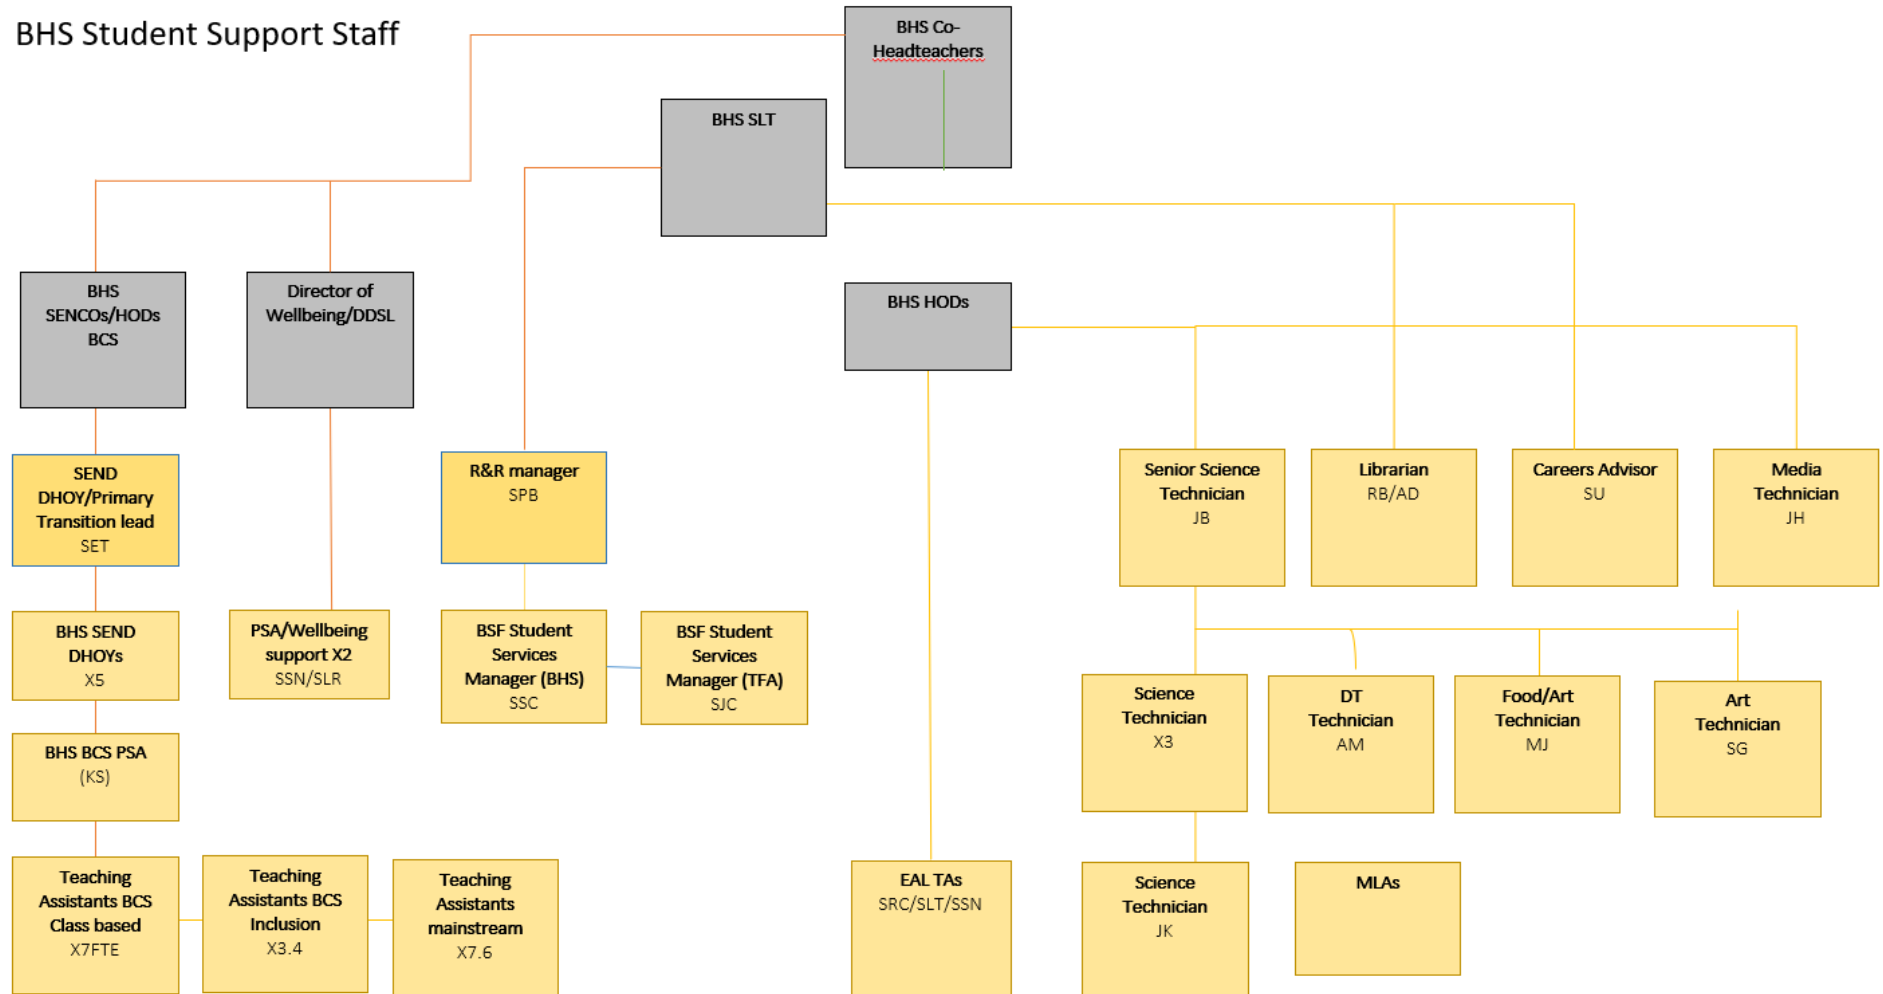 BHS Student Support Staff
BHS Co-
Headteachers
BHS SLT
BHS
SENCOs/HODs
BCS
Director of
Wellbeing/DDSL
BHS HODs
SEND
DHOY/Primary
Transition lead
SET
R&R manager
SPB
Senior Science
Technician
JB
Librarian
RB/AD
Careers Advisor
SU
Media
Technician
JH
BHS SEND
DHOYs
X5
PSA/Wellbeing
support X2
SSN/SLR
BSF Student
Services
Manager (BHS)
SSC
BSF Student
Services
Manager (TFA)
SJC
Science
Technician
X3
DT
Technician
AM
Food/Art
Technician
MJ
Art
Technician
SG
BHS BCS PSA
(KS)
Teaching
Assistants BCS
Class based
X7FTE
Teaching
Assistants BCS
Inclusion
X3.4
Teaching
Assistants
mainstream
X7.6
EAL TAs
SRC/SLT/SSN
Science
Technician
JK
MLAs